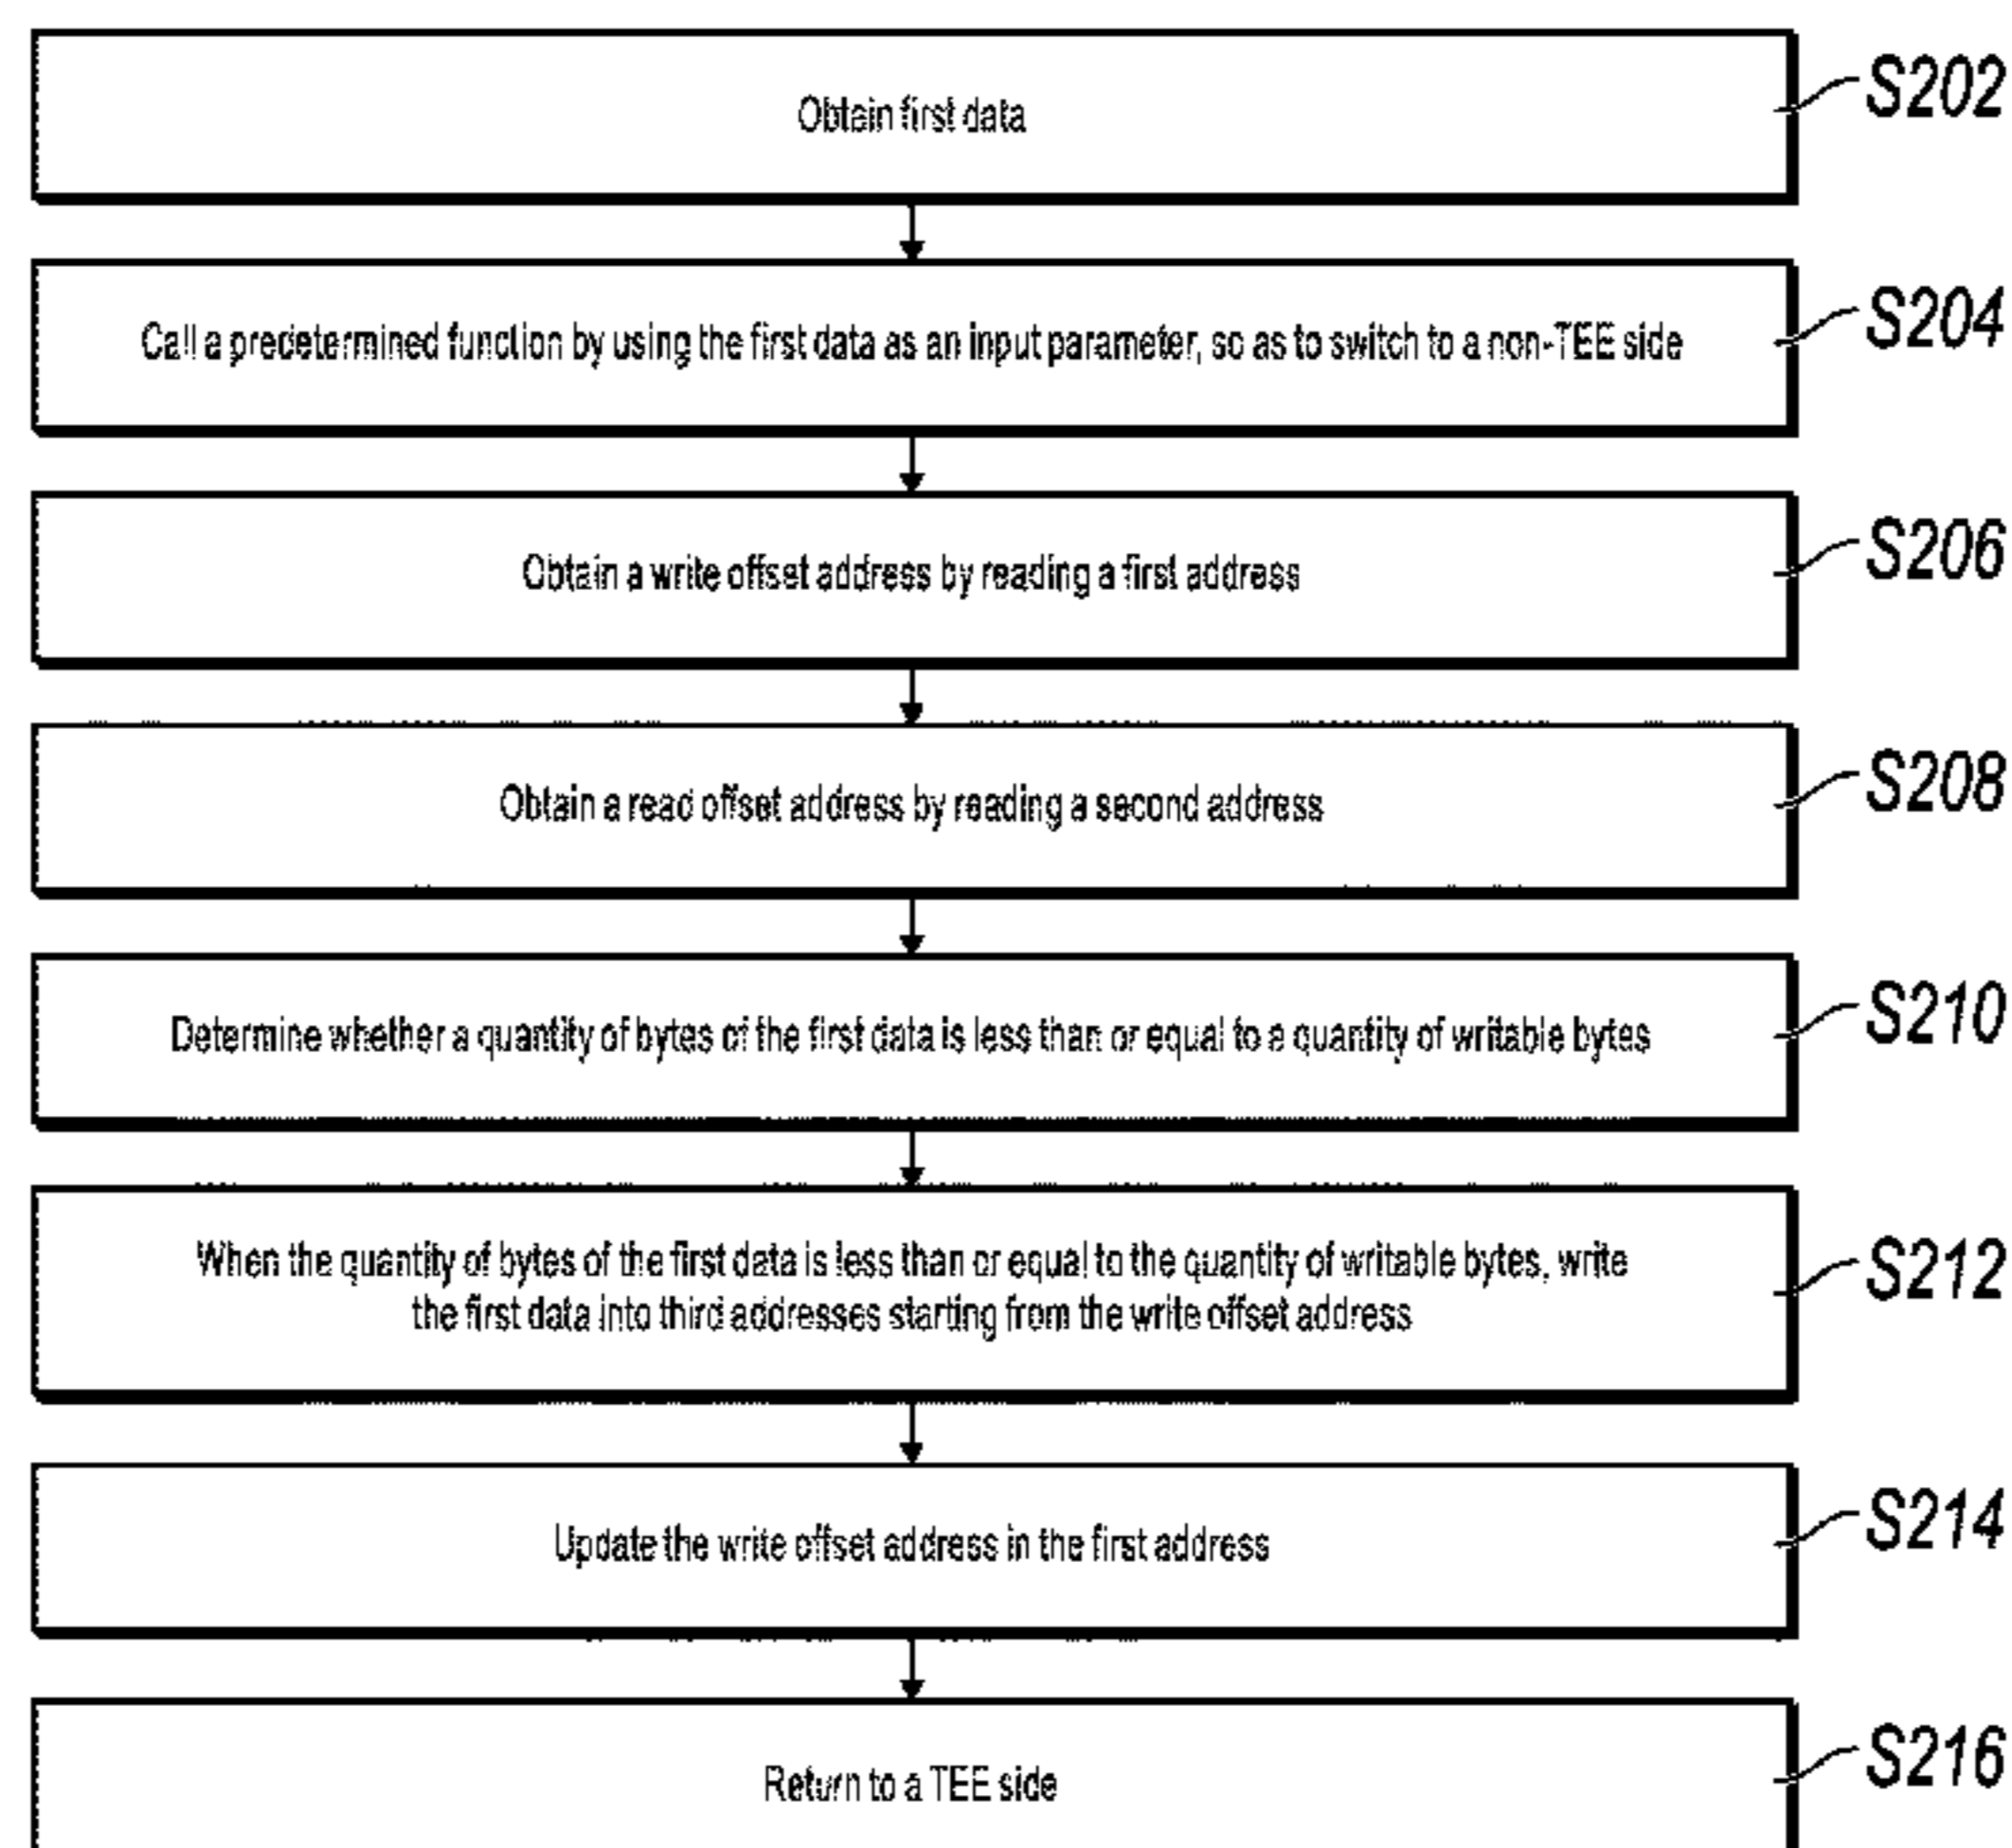 Obtain first data
S202
Call a predetermined function by using the first data as an input parameter, so as to switch to a non-TEE side
S204
Obtain a write offset address by reading a first address
S206
Obtain a read offset address by reading a second address
S208
Determine whether a quantity of bytes of the first data is less than or equal to a quantity of writable bytes
S210
When the quantity of bytes of the first data is less than or equal to the quantity of writable bytes, write
the first data into third addresses starting from the write offset address
S212
Update the write offset address in the first address
S214
Return to a TEE side
S216